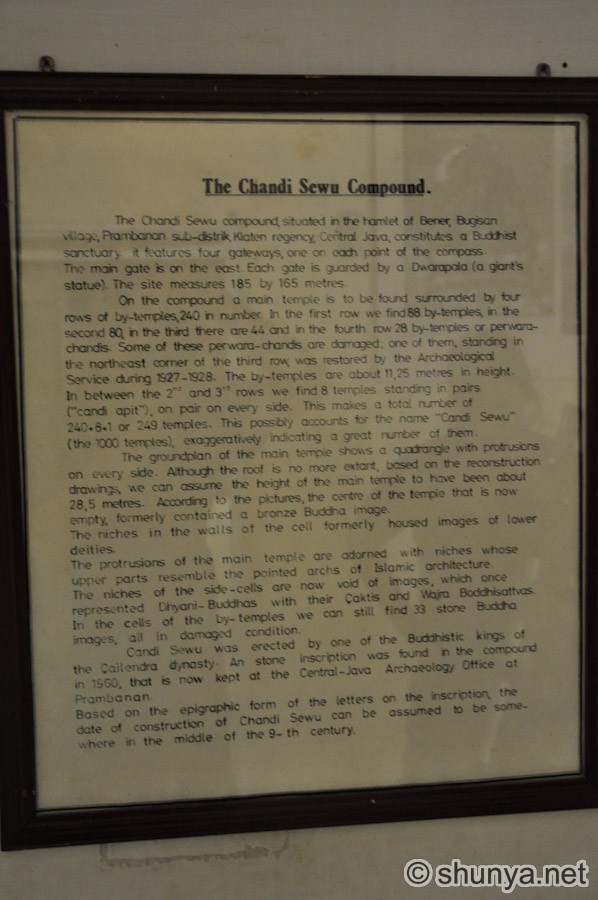 The Chandi Sewu Compound.
The Chandi Sewu compound, situated in the hamlet of Bener, Bugisan
village, Prambanan sub-distrik, Klaten regency, Central Java, constitutes a Buddhist
sanctuary. it features four gateways, one on each point of the compass.
The main gate is on the east. Each gate is guarded by a Dwarapala (a giant's
statue). The site measures 185 by 165 metres.
On the compound a main temple is to be found surrounded by four
rows of by-temples, 240 in number. In the first row we find 88 by-temples, in the
second 80, in the third there are 44 and in the fourth row 28 by-temples or perwara-
chandis. Some of these perwara-chandis are damaged; one of them, standing in
the northeast corner of the third row, was restored by the Archaeological
Service during 1927-1928. The by-temples are about 11,25 metres in height.
In between the 2nd and 3rd rows we find 8 temples standing in pairs
("candi apit"), on pair on every side. This makes a total number of
240+8+1 or 249 temples. This possibly accounts for the name "Candi Sewu"
(the 1000 temples), exaggeratively indicating a great number of them.
The groundplan of the main temple shows a quadrangle with protrusions
on every side. Although the roof is no more extant, based on the reconstruction
drawings, we can assume the height of the main temple to have been about
28,5 metres. According to the pictures, the centre of the temple that is now
empty, formerly contained a bronze Buddha image.
The niches in the walls of the cell formerly housed images of lower
deities.
The protrusions of the main temple are adorned with niches whose
upper parts resemble the pointed archs of Islamic architecture.
The niches of the side-cells are now void of images, which once
represented Dhyani-Buddhas with their Çaktis and Wajra Boddhisattvas.
In the cells of the by-temples we can still find 33 stone Buddha
images, all in damaged condition.
Candi Sewu was erected by one of the Buddhistic kings of
the Çailendra dynasty. An stone inscription was found in the compound
in 1960, that is now kept at the Central-Java Archaeology Office at
Prambanan.
Based on the epigraphic form of the letters on the inscription, the
date of construction of Chandi Sewu can be assumed to be some-
where in the middle of the 9-th century.
© shunya.net